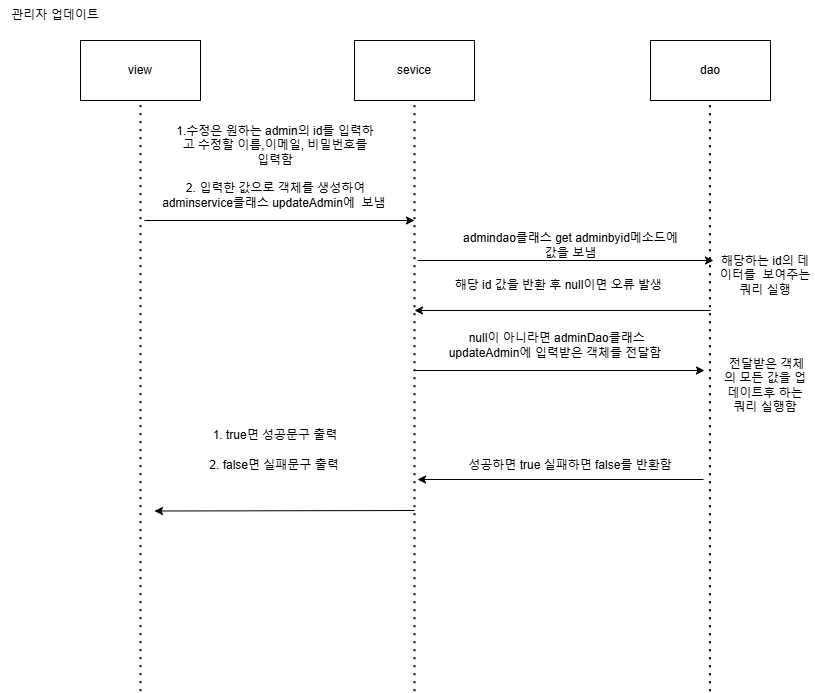 관리자 업데이트
view
sevice
dao
1.수정은 원하는 admin의 id를 입력하
고 수정할 이름,이메일, 비밀번호를
입력함
2. 입력한 값으로 객체를 생성하여
adminservice클래스 updateAdmin에 보냄
admindao클래스 get adminbyid메소드에
값을 보냄
해당하는 id의 데
이터를 보여주는
쿼리 실행
해당 id 값을 반환 후 null이면 오류 발생
null이 아니라면 adminDao클래스
updateAdmin에 입력받은 객체를 전달함
전달받은 객체
의 모든 값을 업
데이트후 하는
쿼리 실행함
1. true면 성공문구 출력
2. false면 실패문구 출력
성공하면 true 실패하면 false를 반환함